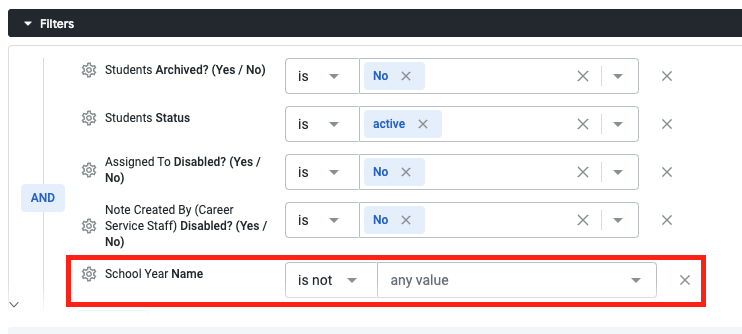 Filters
Students Archived? (Yes / No)
is
No
Students Status
is
active
Assigned To Disabled? (Yes /
No)
is
No
AND
Note Created By (Career
Service Staff) Disabled? (Yes /
No)
is
No
School Year Name
is not
any value